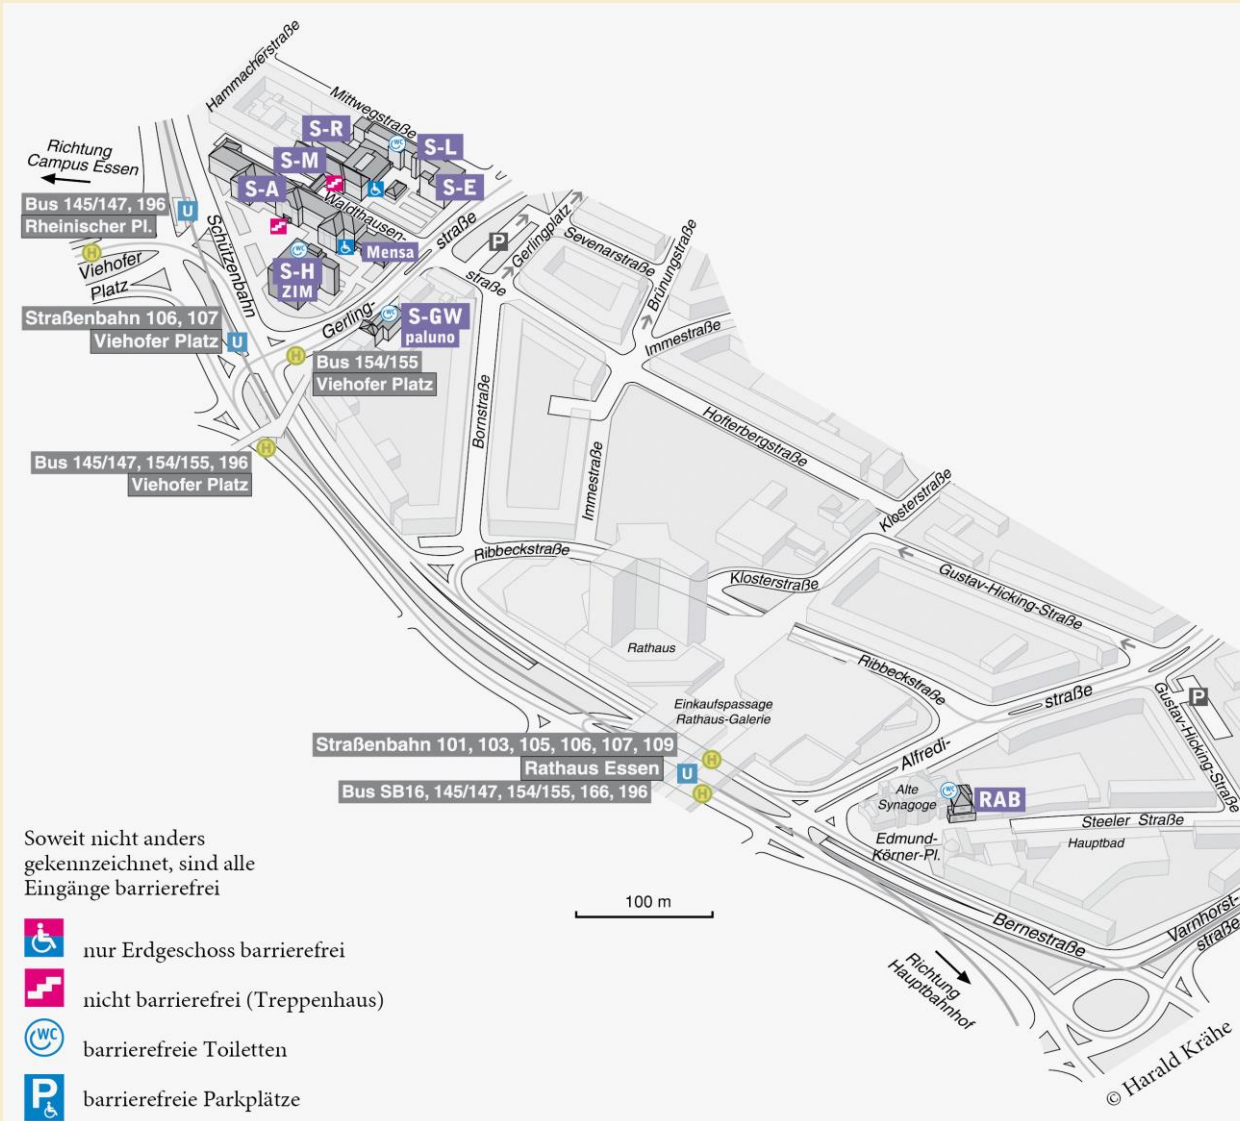 Hammacherstraße
Mittwegstraße
Richtung
Campus Essen
S-R
S-L
S-M
S-A
S-E
WC
Bus 145/147, 196
Rheinischer Pl.
U
H
Viehofer
Platz
Schützenbahn
Waldthausen-
straße
Mensa
WC
S-H
ZIM
Gerling-
straße
P
Gerlingplatz
Sevenarstraße
Brünungstraße
WC
S-GW
paluno
Straßenbahn 106, 107
Viehofer Platz
U
H
Bus 154/155
Viehofer Platz
Immestraße
Bornstraße
Hofterbergstraße
Bus 145/147, 154/155, 196
Viehofer Platz
H
Immestraße
Klosterstraße
Ribbeckstraße
Klosterstraße
Gustav-Hicking-Straße
Rathaus
Ribbeckstraße
Einkaufspassage
Rathaus-Galerie
straße
P
Gustav-Hicking-Straße
Straßenbahn 101, 103, 105, 106, 107, 109
Rathaus Essen
U
H
Bus SB16, 145/147, 154/155, 166, 196
H
Alfredi-
Alte
Synagoge
WC
RAB
Steeler Straße
Edmund-
Körner-Pl.
Hauptbad
100 m
Bernestraße
Varnhorst-
straße
Richtung
Hauptbahnhof
Soweit nicht anders
gekennzeichnet, sind alle
Eingänge barrierefrei
nur Erdgeschoss barrierefrei
nicht barrierefrei (Treppenhaus)
WC
barrierefreie Toiletten
P
barrierefreie Parkplätze
© Harald Krähe